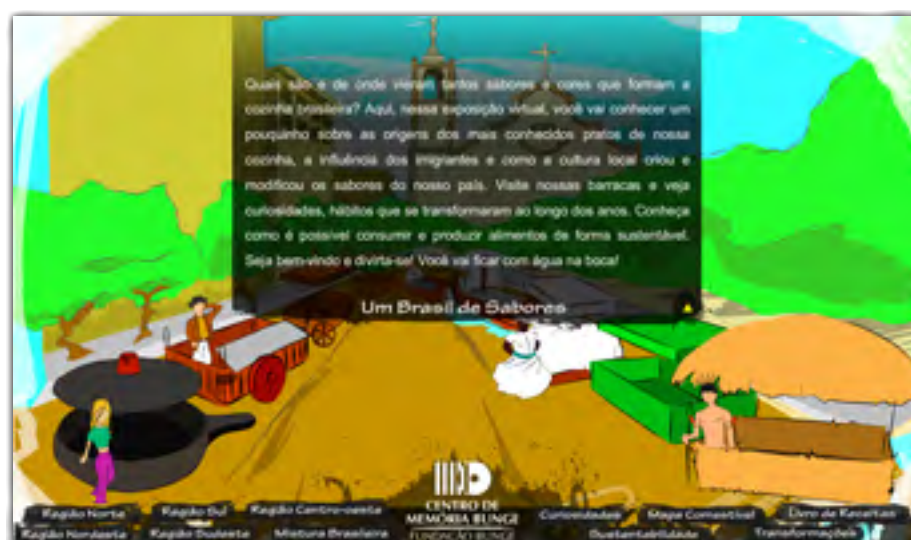 Quais são e de onde vieram tantos sabores e cores que formam a
cozinha brasileira? Aqui, nessa exposição virtual, você vai conhecer um
pouquinho sobre as origens dos mais conhecidos pratos de nossa
cozinha, a influência dos imigrantes e como a cultura local criou e
modificou os sabores do nosso país. Visite nossas barracas e veja
curiosidades, hábitos que se transformaram ao longo dos anos. Conheça
como é possível consumir e produzir alimentos de forma sustentável.
Seja bem-vindo e divirta-se! Você vai ficar com água na boca!
Um Brasil de Sabores
CENTRO DE
MEMÓRIA BUNGE
FUNDAÇÃO BUNGE
Região Norte
Região Sul
Região Centro-oeste
Curiosidades
Mapa Comestível
Livro de Receitas
Região Nordeste
Região Sudeste
Mistura Brasileira
Sustentabilidade
Transformações